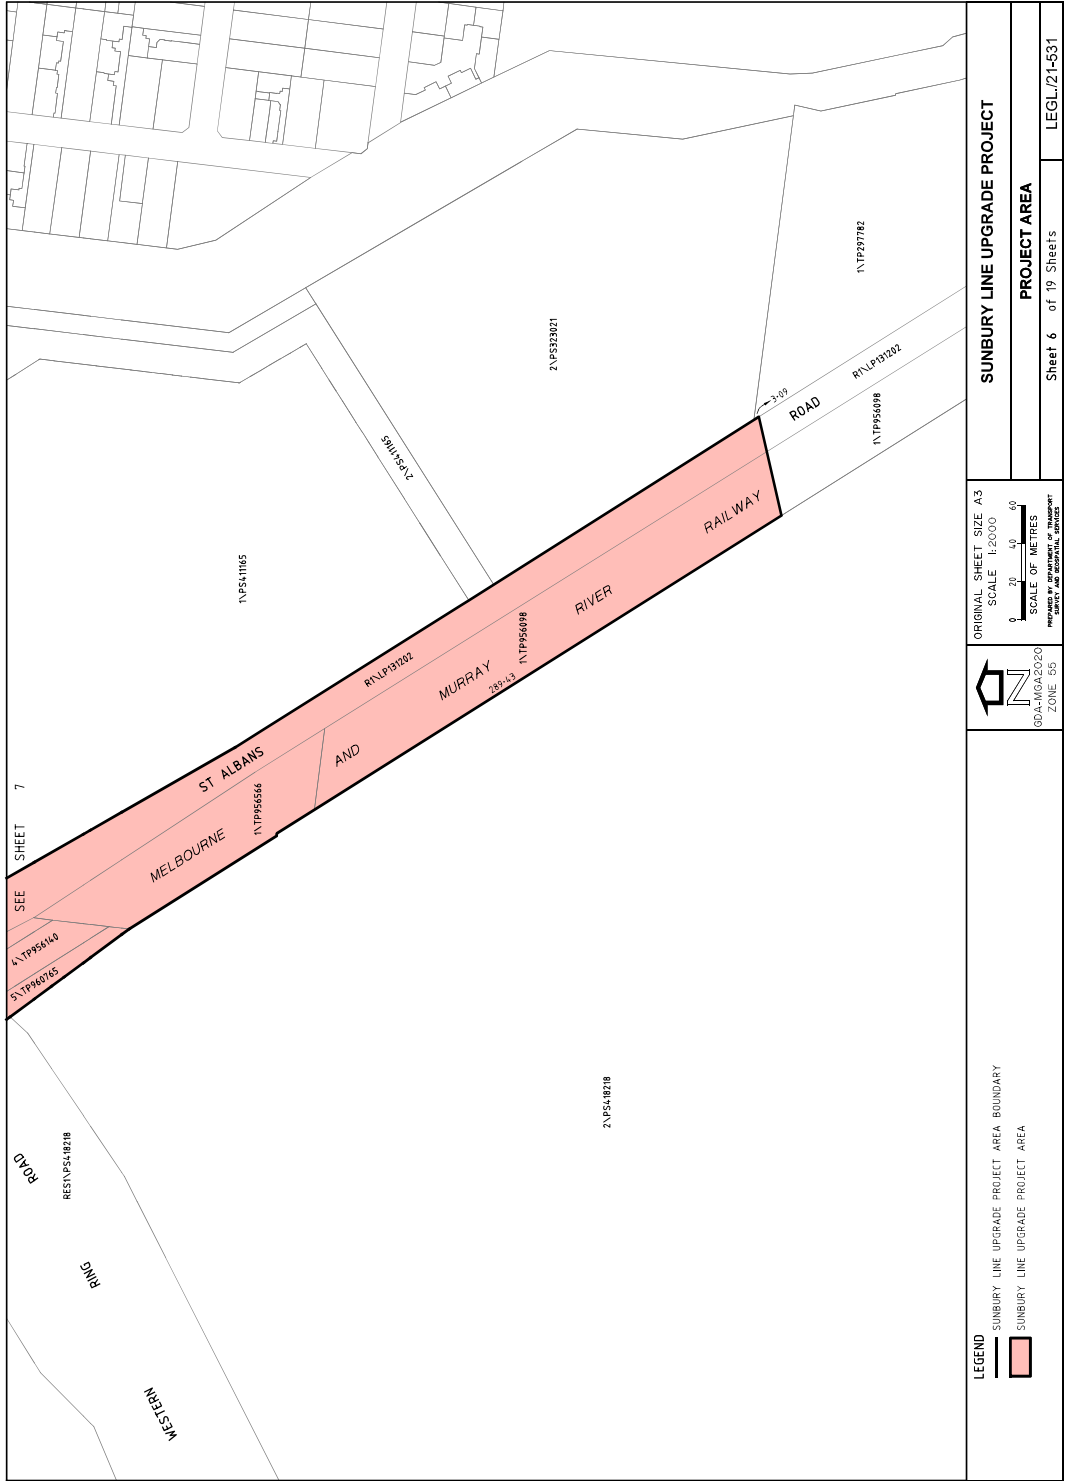 SEE SHEET 7
4\TP956140
5\TP960765
ROAD
RES1\PS418218
RING
WESTERN
ST ALBANS
MELBOURNE
1\TP956566
AND
R1\LP131202
MURRAY
289-43
1\TP956098
RIVER
RAILWAY
1\PS411165
2\PS411165
2\PS323021
1\TP297782
3-09
ROAD
R1\LP131202
1\TP956098
2\PS418218
LEGEND
SUNBURY LINE UPGRADE PROJECT AREA BOUNDARY
SUNBURY LINE UPGRADE PROJECT AREA
N
GDA-MGA2020
ZONE 55
ORIGINAL SHEET SIZE A3
SCALE 1:2000
0 20 40 60
SCALE OF METRES
PREPARED BY DEPARTMENT OF TRANSPORT
SURVEY AND GEOSPATIAL SERVICES
SUNBURY LINE UPGRADE PROJECT
PROJECT AREA
Sheet 6 of 19 Sheets
LEGL./21-531